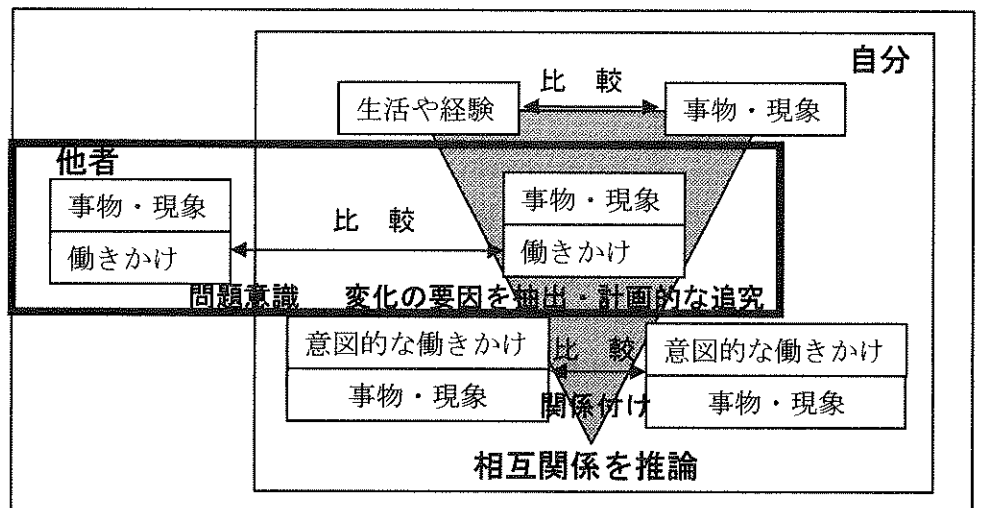 自分
比 較
生活や経験
事物・現象
他者
事物・現象
働きかけ
比 較
事物・現象
働きかけ
問題意識 変化の要因を抽出・計画的な追究
意図的な働きかけ
事物・現象
比 較
関係付け
意図的な働きかけ
事物・現象
相互関係を推論